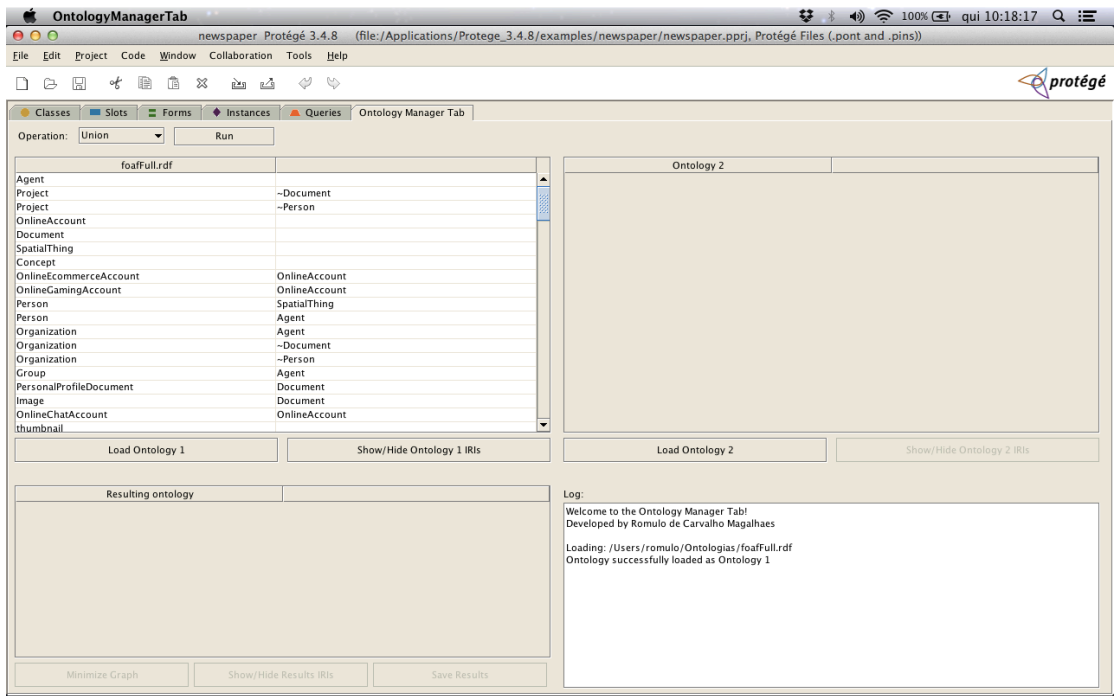 OntologyManagerTab 100% qui 10:18:17
newspaper Protégé 3.4.8 (file:/Applications/Protege_3.4.8/examples/newspaper/newspaper.pprj, Protégé Files (.pont and .pins))
File Edit Project Code Window Collaboration Tools Help
protégé
Classes Slots Forms Instances Queries Ontology Manager Tab
Operation: Union Run
foafFull.rdf
Agent
Project ~Document
Project ~Person
OnlineAccount
Document
SpatialThing
Concept
OnlineEcommerceAccount OnlineAccount
OnlineGamingAccount OnlineAccount
Person SpatialThing
Person Agent
Organization Agent
Organization ~Document
Organization ~Person
Group Agent
PersonalProfileDocument Document
Image Document
OnlineChatAccount OnlineAccount
thumbnail
Load Ontology 1 Show/Hide Ontology 1 IRIs
Ontology 2
Load Ontology 2 Show/Hide Ontology 2 IRIs
Resulting ontology
Minimize Graph Show/Hide Results IRIs Save Results
Log:
Welcome to the Ontology Manager Tab!
Developed by Romulo de Carvalho Magalhaes
Loading: /Users/romulo/Ontologias/foafFull.rdf
Ontology successfully loaded as Ontology 1